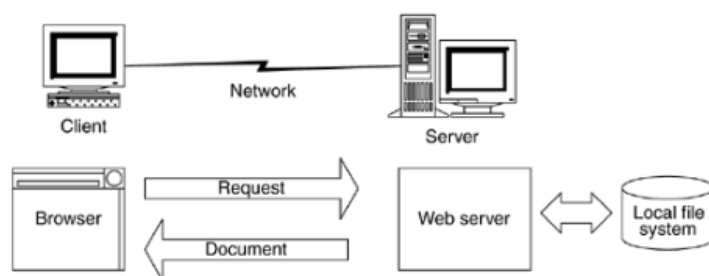 Network
Client
Server
Request
Browser
Web server
Local file
system
Document